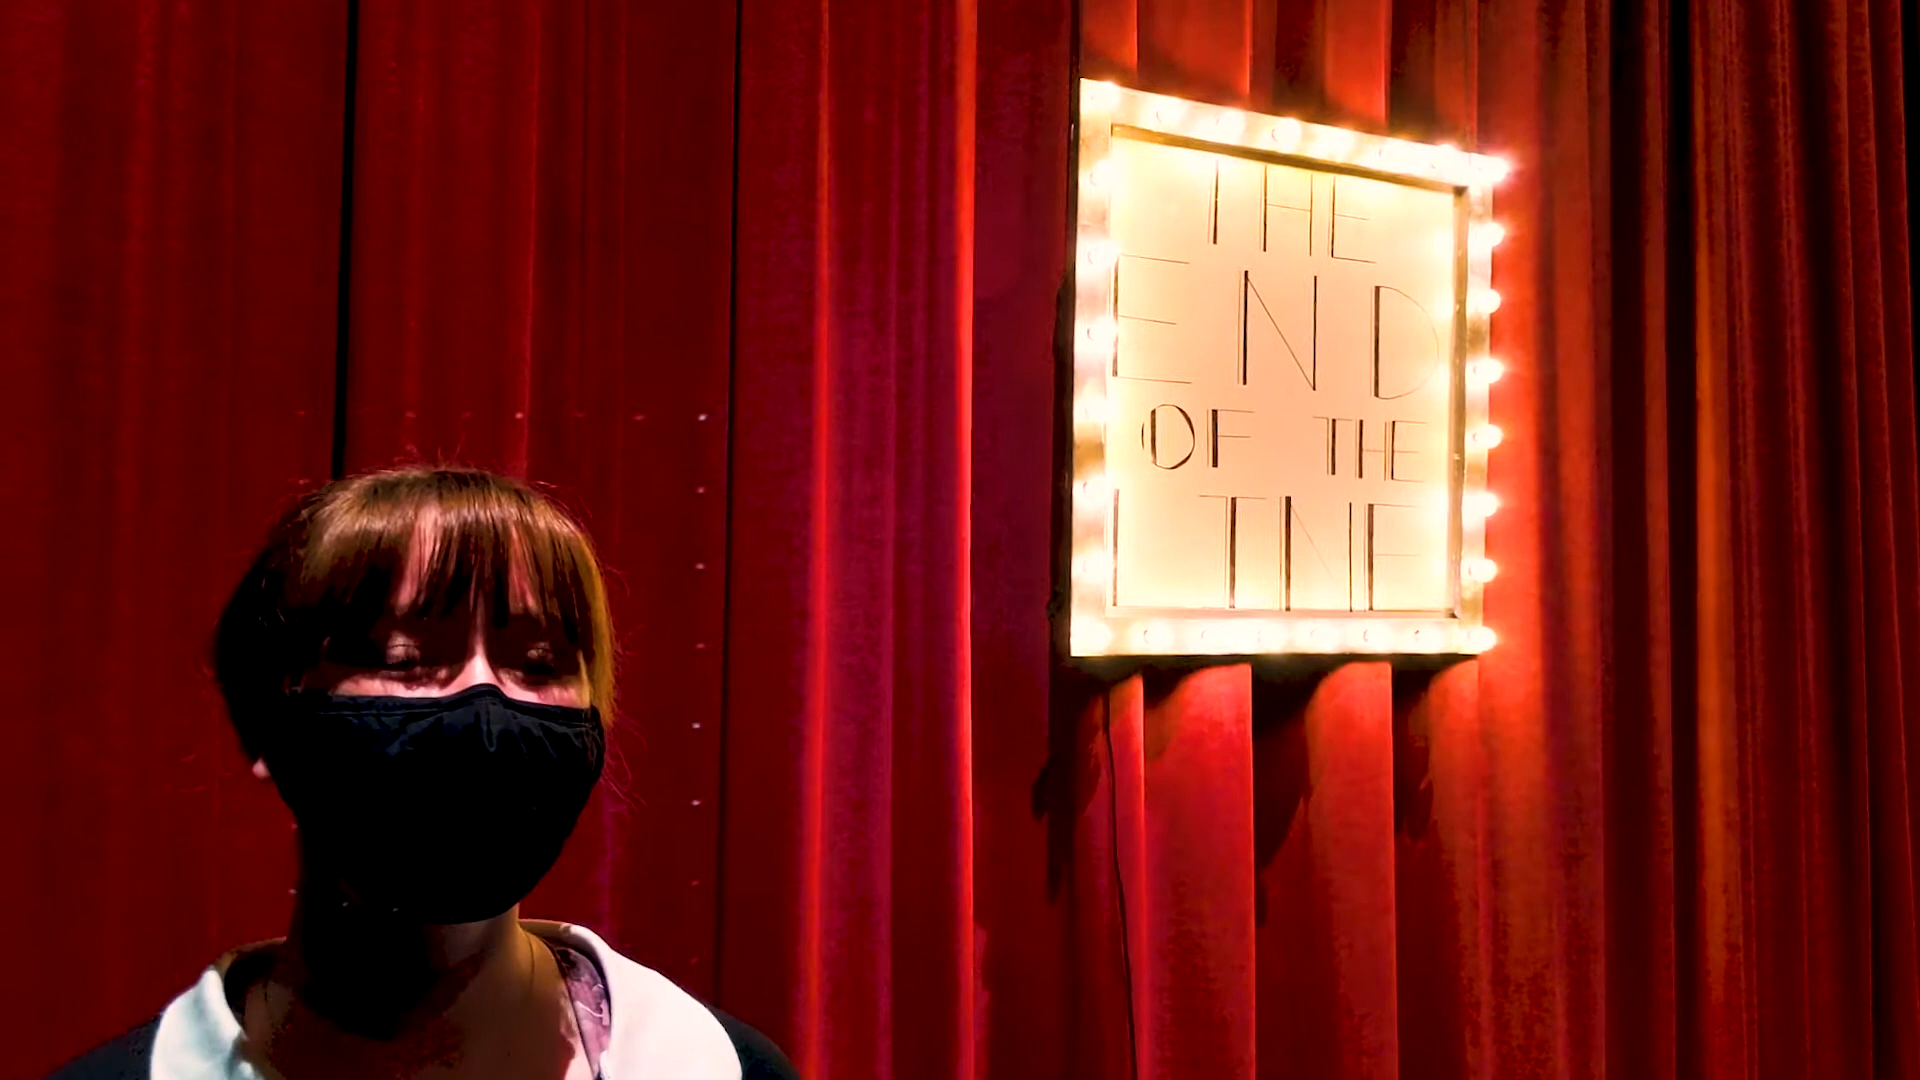 THE
END
OF THE
LINE